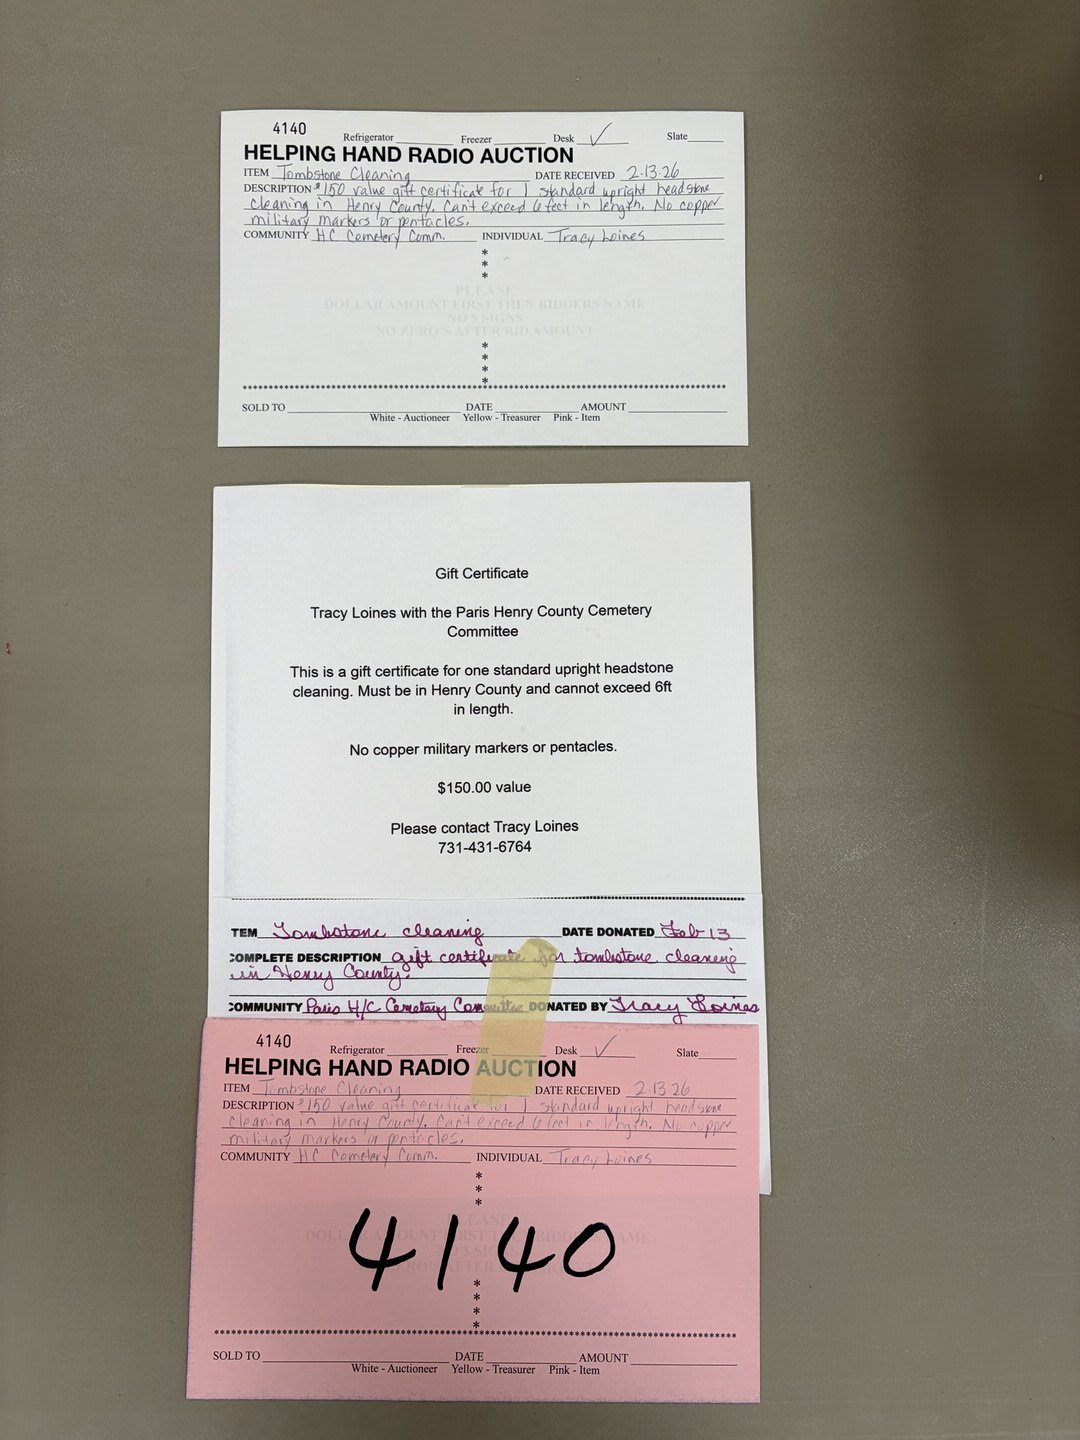 4140 Refrigerator Freezer Desk ✓ Slate
HELPING HAND RADIO AUCTION
ITEM Tombstone Cleaning DATE RECEIVED 2.13.26
DESCRIPTION $150 value gift certificate for 1 standard upright headstone
cleaning in Henry County. Can't exceed 6 feet in length. No copper
military markers or pentacles.
COMMUNITY HC Cemetery Comm. INDIVIDUAL Tracy Loines
*
*
*
PLEASE
DOLLAR AMOUNT FIRST THEN BIDDERS NAME
NO $ SIGNS
NO ZERO'S AFTER BID AMOUNT
*
*
*
*
SOLD TO DATE AMOUNT
White - Auctioneer Yellow - Treasurer Pink - Item
Gift Certificate
Tracy Loines with the Paris Henry County Cemetery
Committee
This is a gift certificate for one standard upright headstone
cleaning. Must be in Henry County and cannot exceed 6ft
in length.
No copper military markers or pentacles.
$150.00 value
Please contact Tracy Loines
731-431-6764
TEM Tombstone cleaning DATE DONATED Feb 13
COMPLETE DESCRIPTION gift certificate for tombstone cleaning
in Henry County.
COMMUNITY Paris H/C Cemetery Committee DONATED BY Tracy Loines
4140 Refrigerator Freezer Desk ✓ Slate
HELPING HAND RADIO AUCTION
ITEM Tombstone Cleaning DATE RECEIVED 2.13.26
DESCRIPTION $150 value gift certificate for 1 standard upright headstone
cleaning in Henry County. Can't exceed 6 feet in length. No copper
military markers or pentacles.
COMMUNITY HC Cemetery Comm. INDIVIDUAL Tracy Loines
*
*
*
4140
*
*
*
*
SOLD TO DATE AMOUNT
White - Auctioneer Yellow - Treasurer Pink - Item